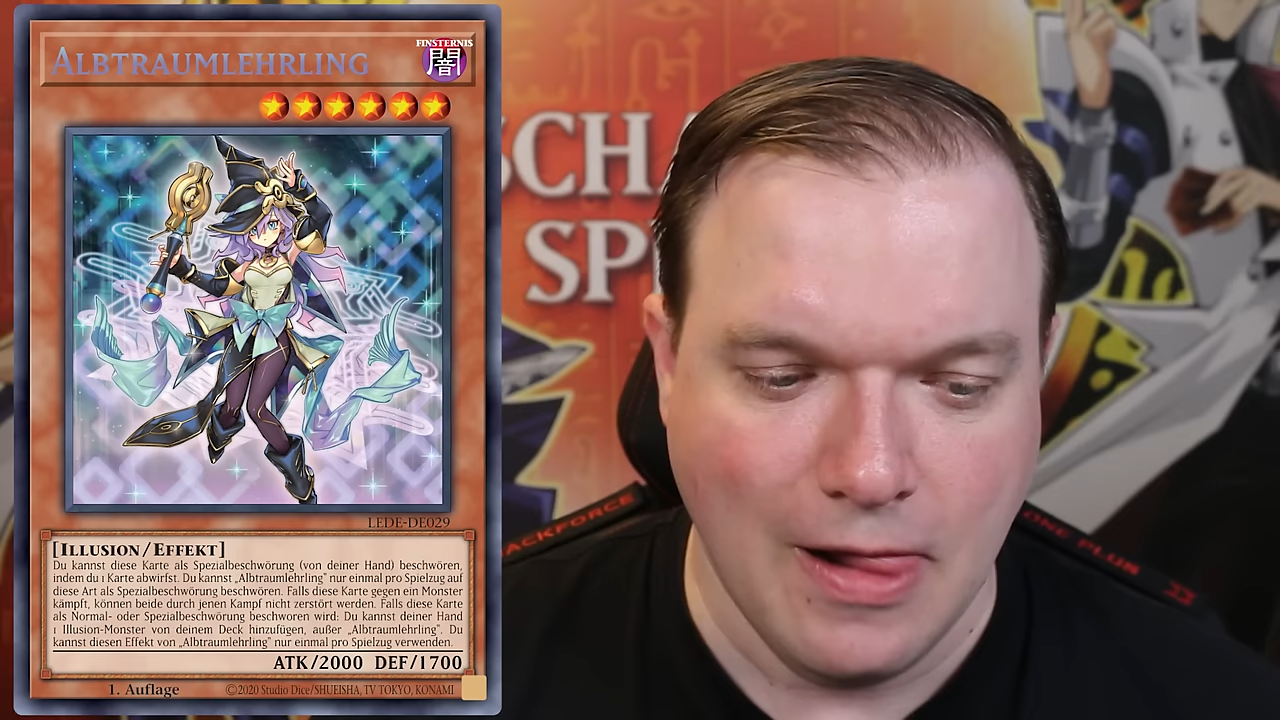 ALBTRAUMLEHRLING
FINSTERNIS
闇
LEDE-DE029
[ILLUSION/EFFEKT]
Du kannst diese Karte als Spezialbeschwörung (von deiner Hand) beschwören,
indem du 1 Karte abwirfst. Du kannst „Albtraumlehrling" nur einmal pro Spielzug auf
diese Art als Spezialbeschwörung beschwören. Falls diese Karte gegen ein Monster
kämpft, können beide durch jenen Kampf nicht zerstört werden. Falls diese Karte
als Normal- oder Spezialbeschwörung beschworen wird: Du kannst deiner Hand
1 Illusion-Monster von deinem Deck hinzufügen, außer „Albtraumlehrling". Du
kannst diesen Effekt von „Albtraumlehrling" nur einmal pro Spielzug verwenden.
ATK/2000 DEF/1700
1. Auflage
©2020 Studio Dice/SHUEISHA, TV TOKYO, KONAMI
SCH
SP
ACKFORCE
ONE PLUS